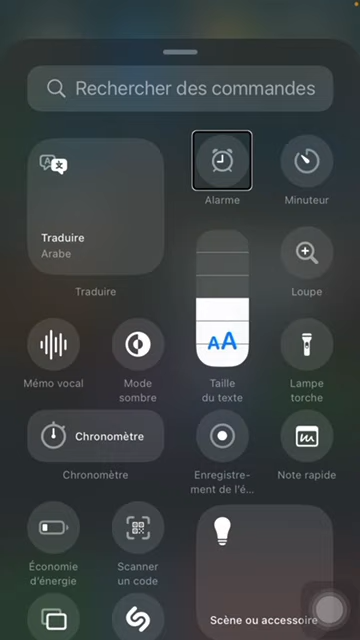 Rechercher des commandes
Traduire
Arabe
Alarme
Minuteur
Traduire
Loupe
AA
Mémo vocal
Mode
sombre
Taille
du texte
Lampe
torche
Chronomètre
Chronomètre
Enregistre-
ment de l'é...
Note rapide
Économie
d'énergie
Scanner
un code
Scène ou accessoire